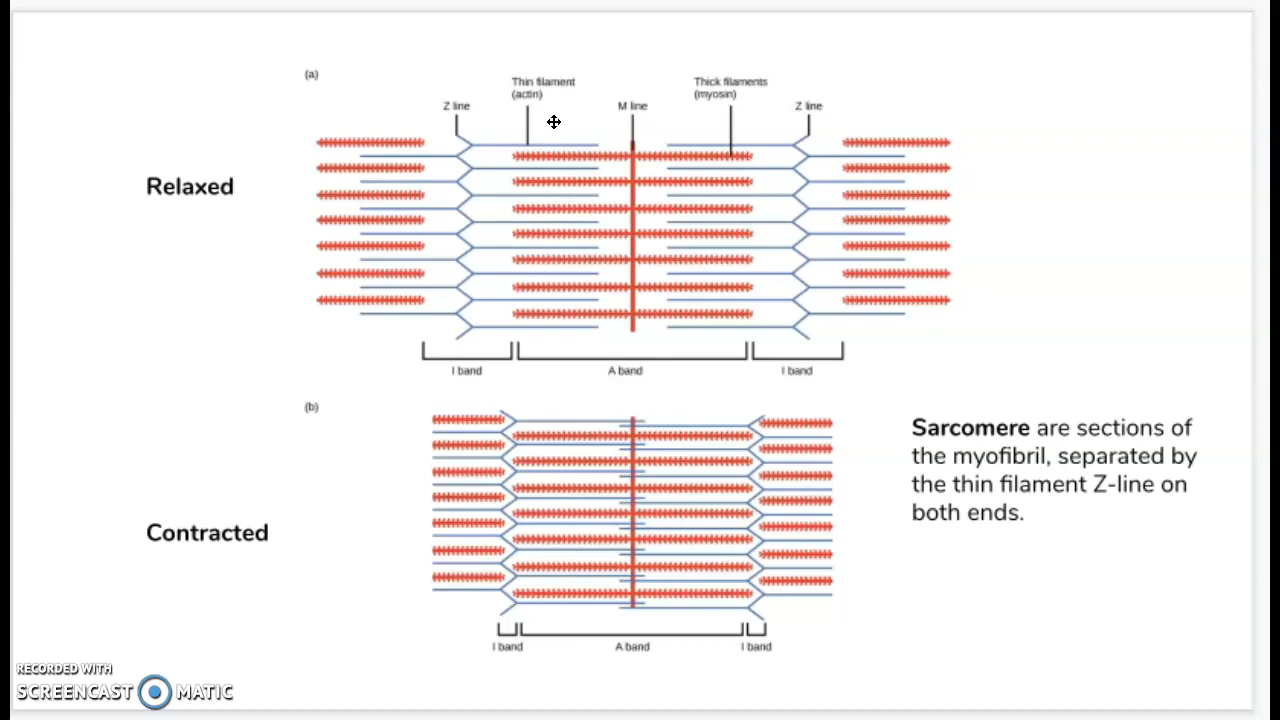 (a)
Thin filament
(actin)
Thick filaments
(myosin)
Z line
M line
Z line
Relaxed
I band
A band
I band
(b)
Sarcomere are sections of
the myofibril, separated by
the thin filament Z-line on
both ends.
Contracted
I band
A band
I band
RECORDED WITH
SCREENCAST MATIC